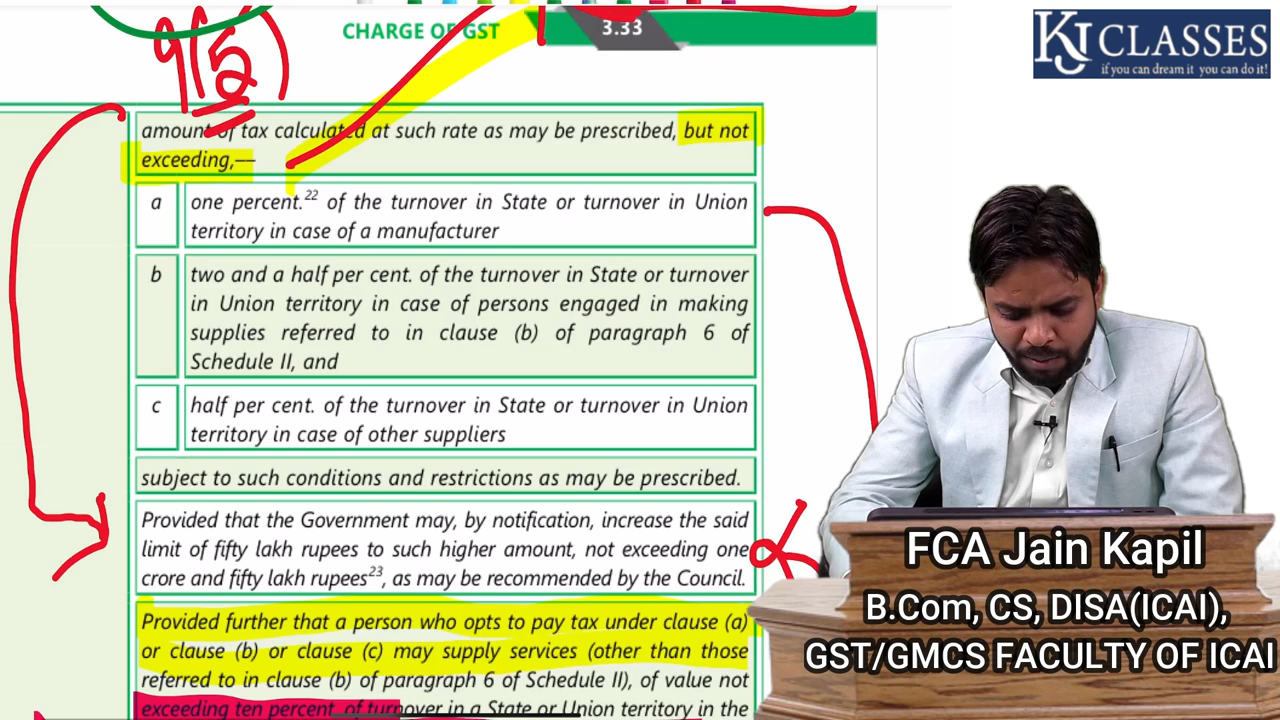 CHARGE OF GST
3.33
9(5)
KJ CLASSES
if you can dream it you can do it!
amount of tax calculated at such rate as may be prescribed, but not
exceeding,—
a
one percent.22 of the turnover in State or turnover in Union
territory in case of a manufacturer
b
two and a half per cent. of the turnover in State or turnover
in Union territory in case of persons engaged in making
supplies referred to in clause (b) of paragraph 6 of
Schedule II, and
c
half per cent. of the turnover in State or turnover in Union
territory in case of other suppliers
subject to such conditions and restrictions as may be prescribed.
Provided that the Government may, by notification, increase the said
limit of fifty lakh rupees to such higher amount, not exceeding one
crore and fifty lakh rupees23, as may be recommended by the Council.
Provided further that a person who opts to pay tax under clause (a)
or clause (b) or clause (c) may supply services (other than those
referred to in clause (b) of paragraph 6 of Schedule II), of value not
exceeding ten percent. of turnover in a State or Union territory in the
FCA Jain Kapil
B.Com, CS, DISA(ICAI),
GST/GMCS FACULTY OF ICAI